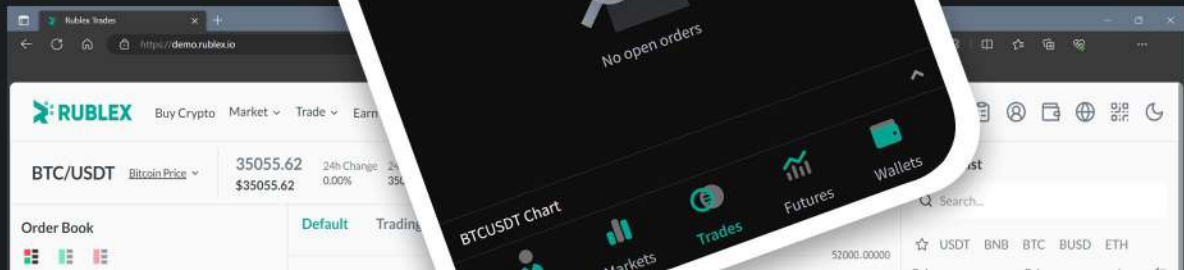 Rublex Trades
https://demo.rublex.io
No open orders
RUBLEX Buy Crypto Market Trade Earn
BTC/USDT Bitcoin Price 35055.62 24h Change
$35055.62 0.00%
Order Book Default Trading
BTCUSDT Chart
Markets Trades Futures Wallets
Search...
52000.00000
USDT BNB BTC BUSD ETH